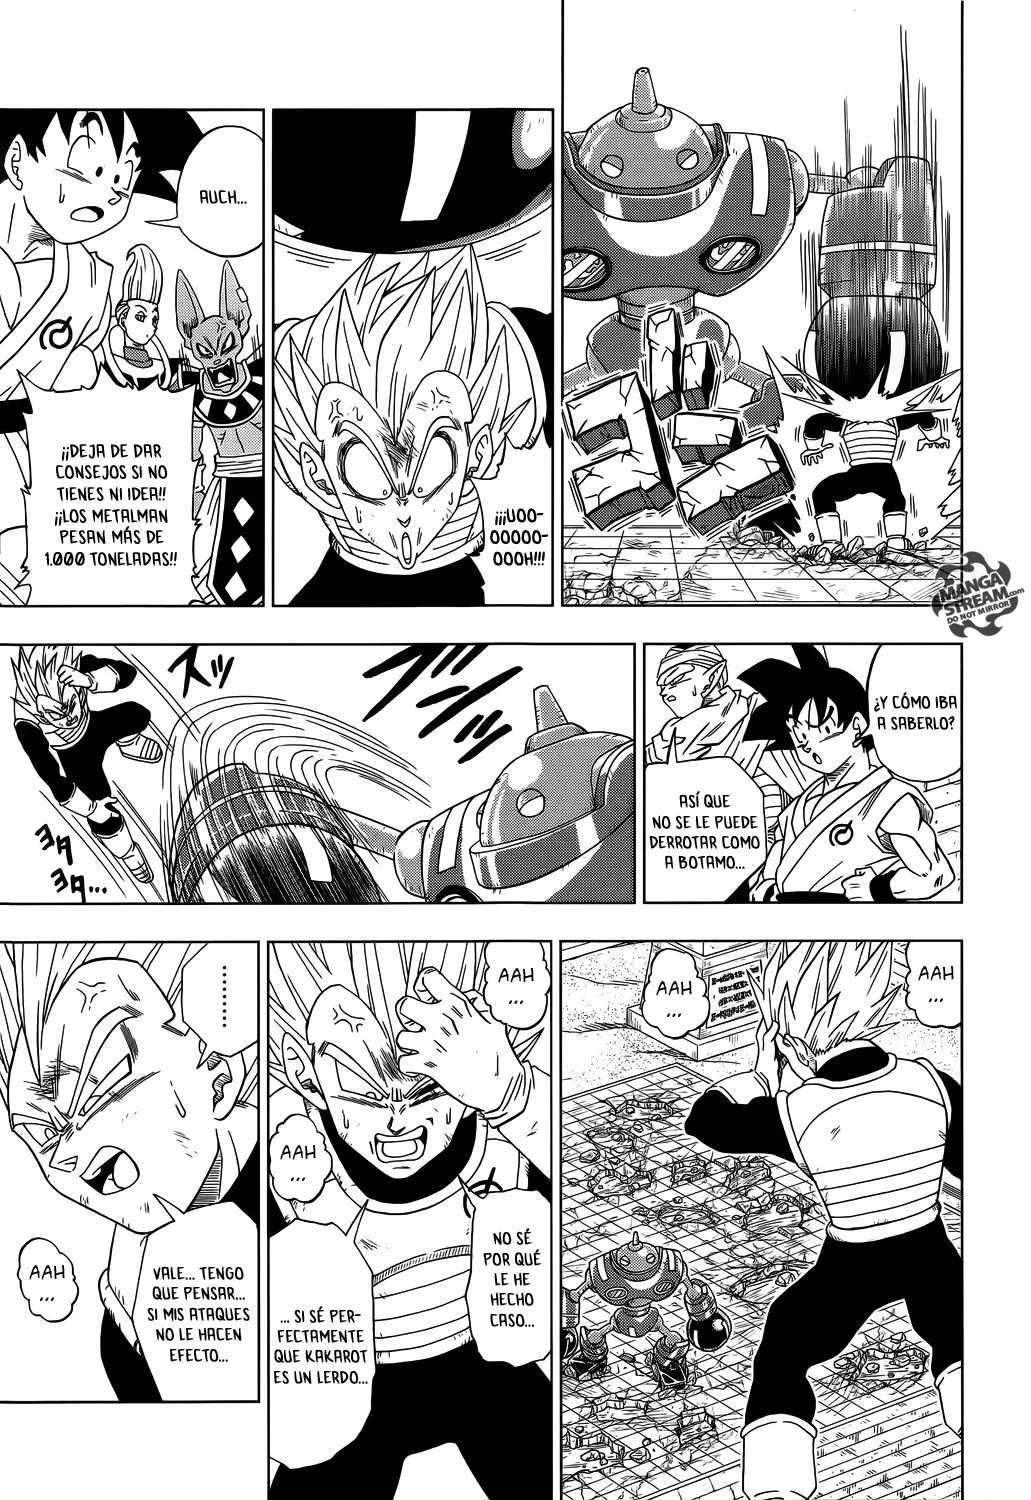 ¡¡¡UOO-
OOOOO-
OOOH!!!
AUCH...
¡¡DEJA DE DAR
CONSEJOS SI NO
TIENES NI IDEA!!
¡¡LOS METALMAN
PESAN MÁS DE
1.000 TONELADAS!!
MANGA
STREAM.com
DO NOT MIRROR
¿Y CÓMO IBA
A SABERLO?
ASÍ QUE
NO SE LE PUEDE
DERROTAR COMO
A BOTAMO...
ズッ
ヨタ
ヨタ...
AAH
...
AAH
...
AAH
...
NO SÉ
POR QUÉ
LE HE
HECHO
CASO...
AAH
...
... SI SÉ PER-
FECTAMENTE
QUE KAKAROT
ES UN LERDO...
........
VALE... TENGO
QUE PENSAR...
SI MIS ATAQUES
NO LE HACEN
EFECTO...
AAH
...